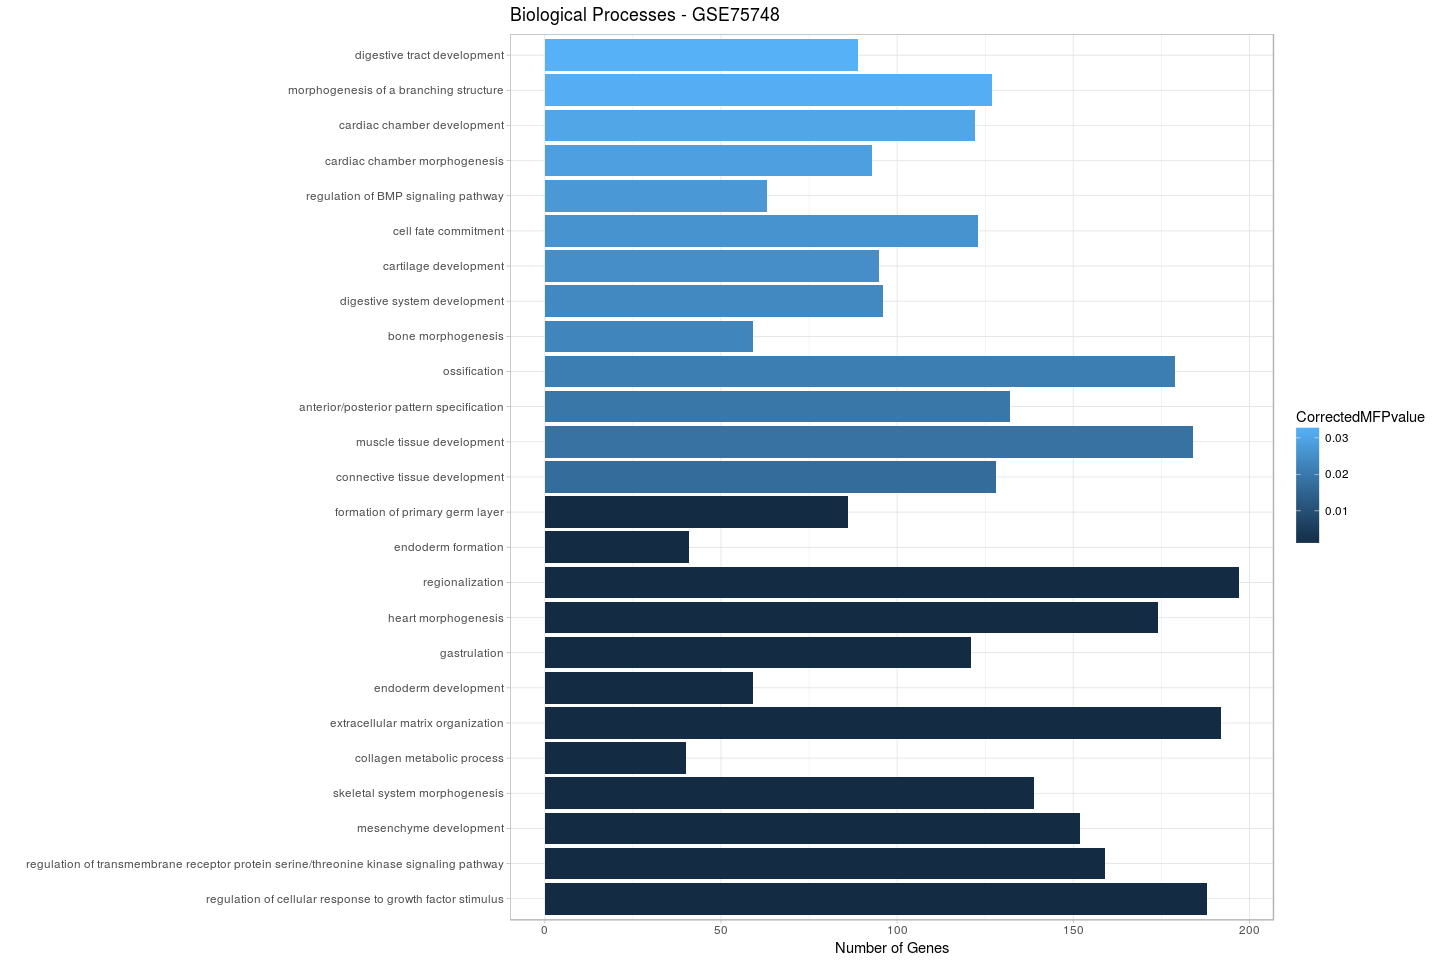 Biological Processes - GSE75748
digestive tract development
morphogenesis of a branching structure
cardiac chamber development
cardiac chamber morphogenesis
regulation of BMP signaling pathway
cell fate commitment
cartilage development
digestive system development
bone morphogenesis
ossification
anterior/posterior pattern specification
muscle tissue development
connective tissue development
formation of primary germ layer
endoderm formation
regionalization
heart morphogenesis
gastrulation
endoderm development
extracellular matrix organization
collagen metabolic process
skeletal system morphogenesis
mesenchyme development
regulation of transmembrane receptor protein serine/threonine kinase signaling pathway
regulation of cellular response to growth factor stimulus
0 50 100 150 200
Number of Genes
CorrectedMFPvalue
0.03
0.02
0.01